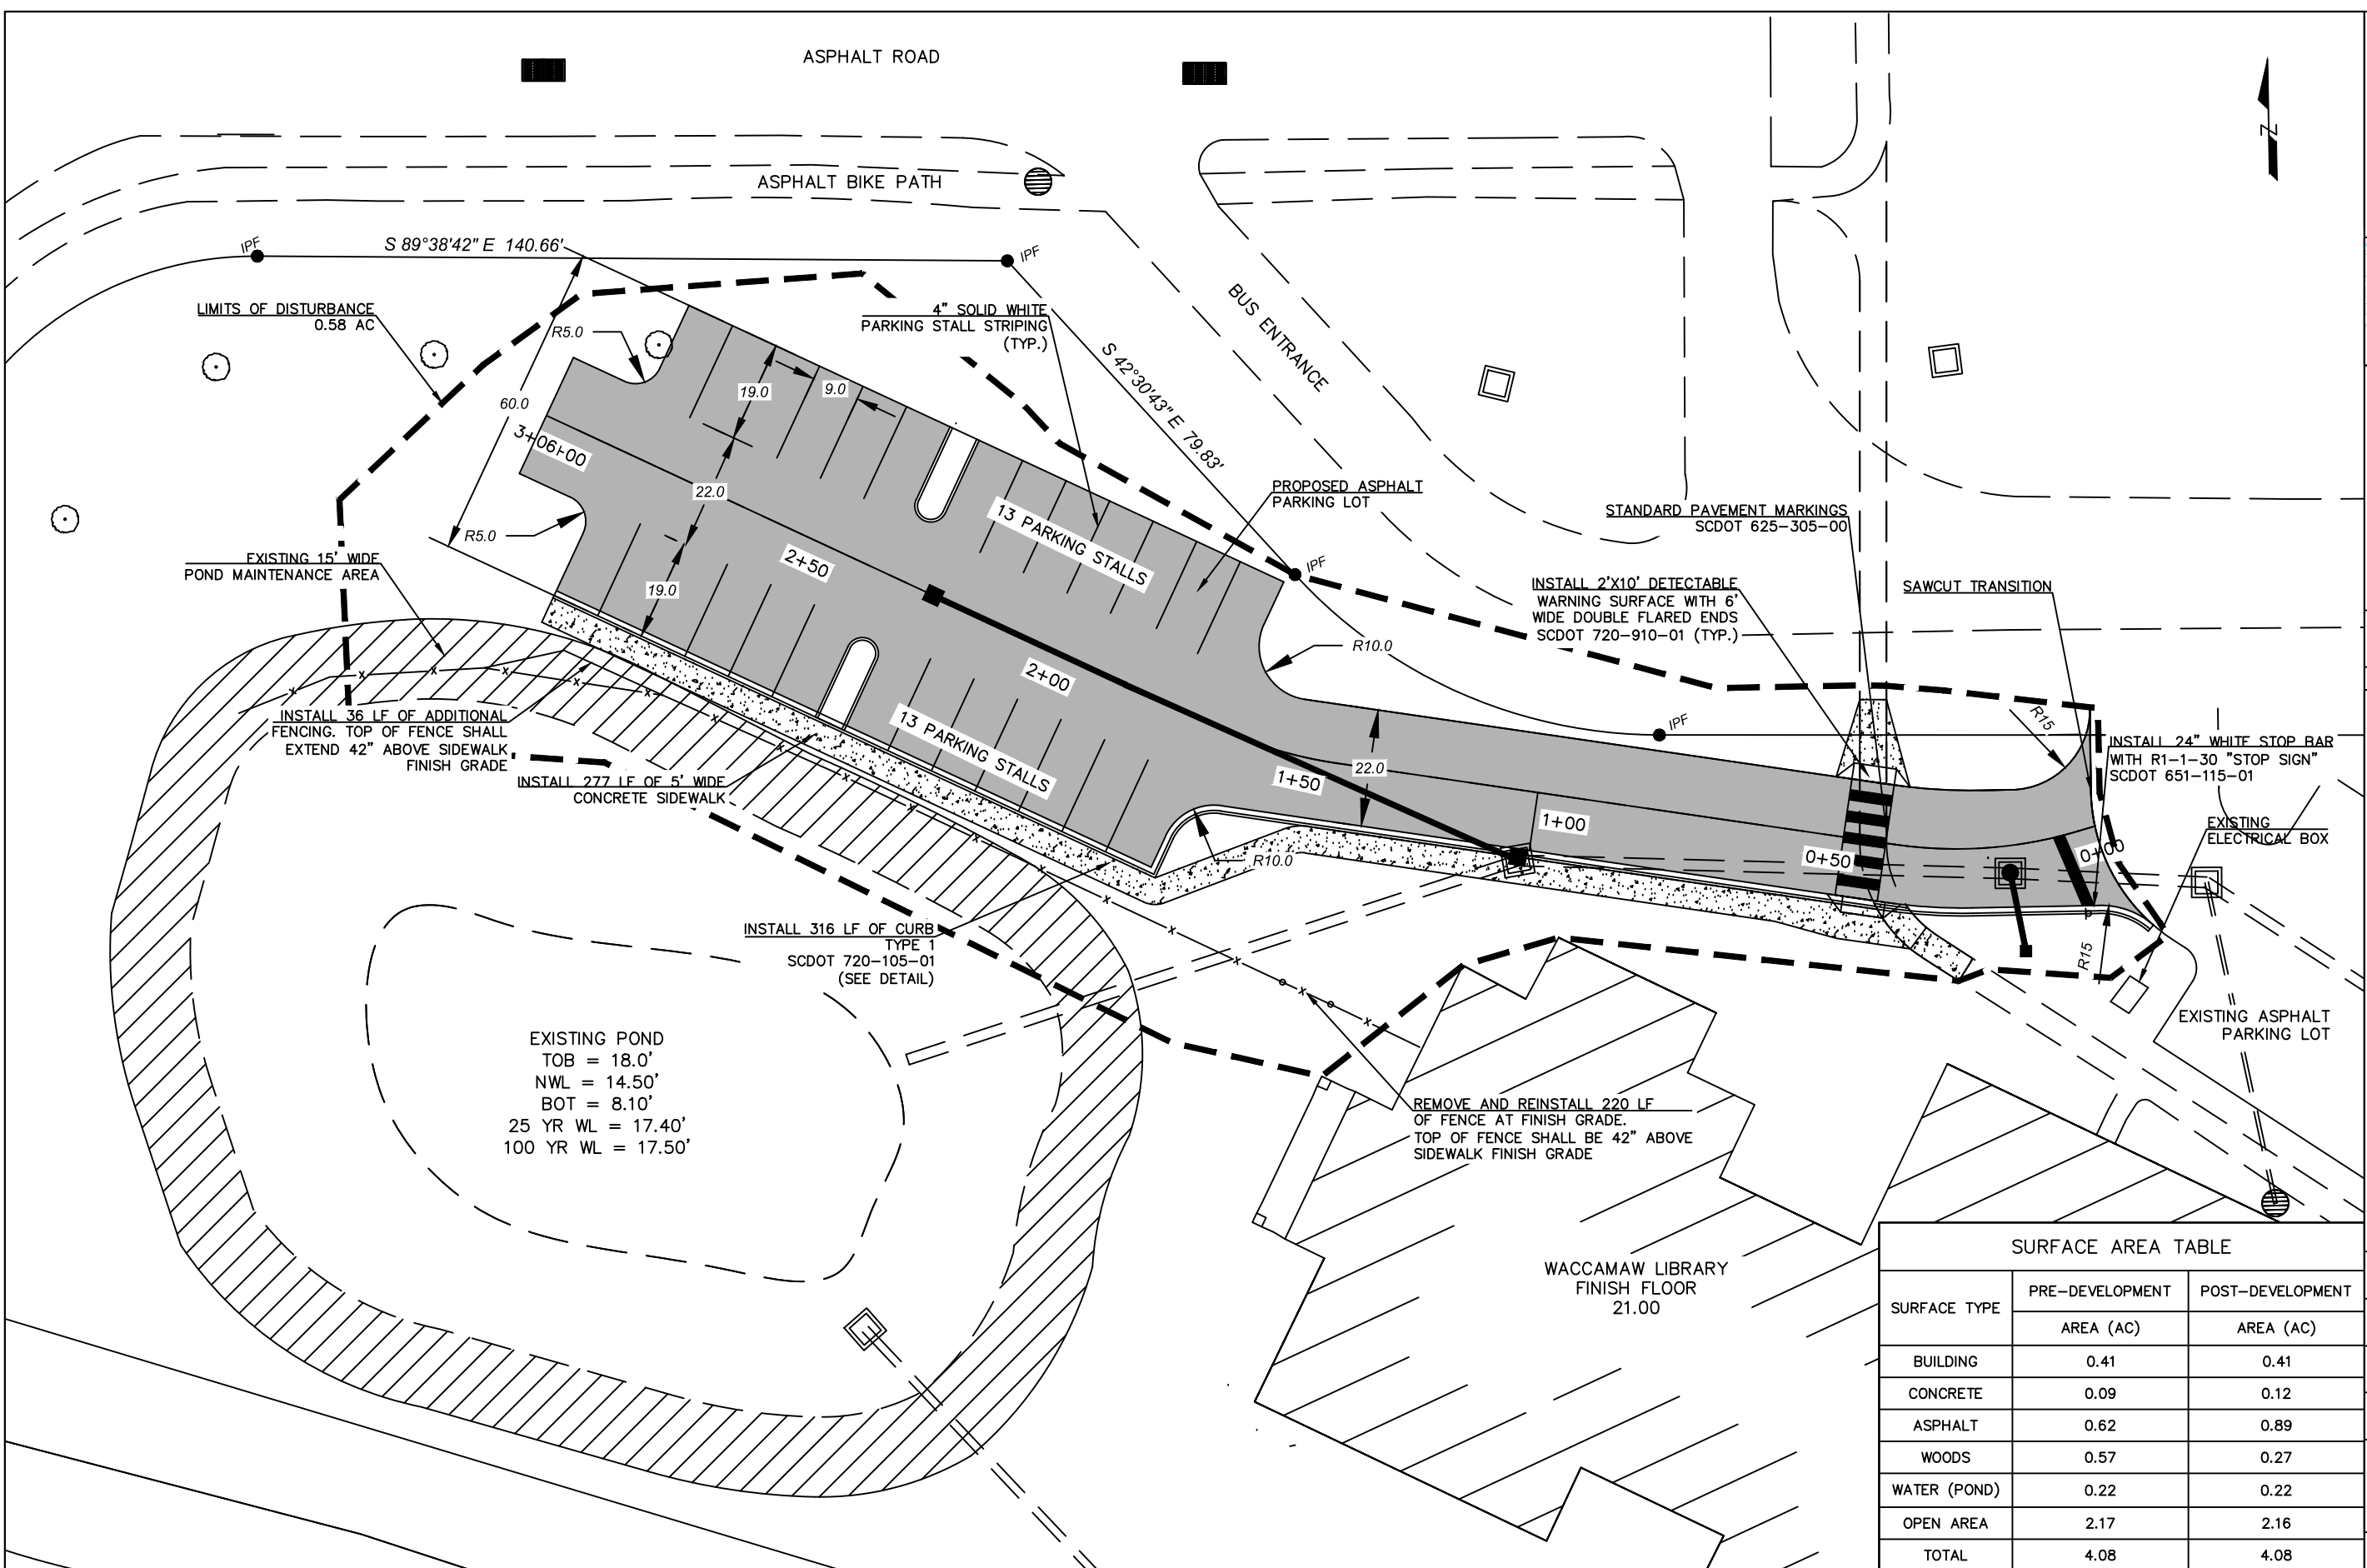 ASPHALT ROAD
N
ASPHALT BIKE PATH
IPF
S 89°38'42" E 140.66'
IPF
LIMITS OF DISTURBANCE
0.58 AC
R5.0
4" SOLID WHITE
PARKING STALL STRIPING
(TYP.)
BUS ENTRANCE
S 42°30'43" E 79.83'
60.0
19.0
9.0
3+06
+00
22.0
R5.0
19.0
2+50
13 PARKING STALLS
PROPOSED ASPHALT
PARKING LOT
STANDARD PAVEMENT MARKINGS
SCDOT 625-305-00
EXISTING 15' WIDE
POND MAINTENANCE AREA
IPF
INSTALL 2'X10' DETECTABLE
WARNING SURFACE WITH 6'
WIDE DOUBLE FLARED ENDS
SCDOT 720-910-01 (TYP.)
SAWCUT TRANSITION
R10.0
2+00
13 PARKING STALLS
INSTALL 36 LF OF ADDITIONAL
FENCING. TOP OF FENCE SHALL
EXTEND 42" ABOVE SIDEWALK
FINISH GRADE
INSTALL 277 LF OF 5' WIDE
CONCRETE SIDEWALK
IPF
R15
INSTALL 24" WHITE STOP BAR
WITH R1-1-30 "STOP SIGN"
SCDOT 651-115-01
1+50
22.0
1+00
0+50
0+00
EXISTING
ELECTRICAL BOX
R10.0
INSTALL 316 LF OF CURB
TYPE 1
SCDOT 720-105-01
(SEE DETAIL)
R15
EXISTING ASPHALT
PARKING LOT
EXISTING POND
TOB = 18.0'
NWL = 14.50'
BOT = 8.10'
25 YR WL = 17.40'
100 YR WL = 17.50'
REMOVE AND REINSTALL 220 LF
OF FENCE AT FINISH GRADE.
TOP OF FENCE SHALL BE 42" ABOVE
SIDEWALK FINISH GRADE
WACCAMAW LIBRARY
FINISH FLOOR
21.00
SURFACE AREA TABLE
SURFACE TYPE PRE-DEVELOPMENT POST-DEVELOPMENT
AREA (AC) AREA (AC)
BUILDING 0.41 0.41
CONCRETE 0.09 0.12
ASPHALT 0.62 0.89
WOODS 0.57 0.27
WATER (POND) 0.22 0.22
OPEN AREA 2.17 2.16
TOTAL 4.08 4.08